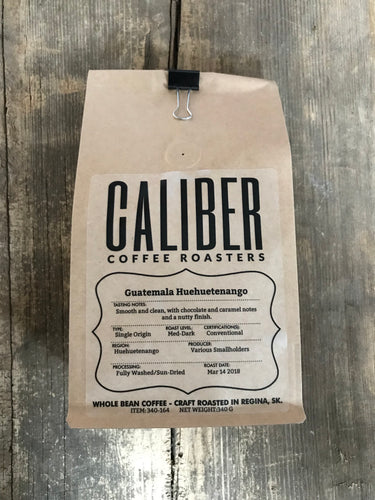 CALIBER
COFFEE ROASTERS
Guatemala Huehuetenango
TASTING NOTES:
Smooth and clean, with chocolate and caramel notes
and a nutty finish.
TYPE: ROAST LEVEL: CERTIFICATION(S):
Single Origin Med-Dark Conventional
REGION: PRODUCER:
Huehuetenango Various Smallholders
PROCESSING: ROAST DATE:
Fully Washed/Sun-Dried Mar 14 2018
WHOLE BEAN COFFEE - CRAFT ROASTED IN REGINA, SK.
ITEM: 340-164 NET WEIGHT:340 G